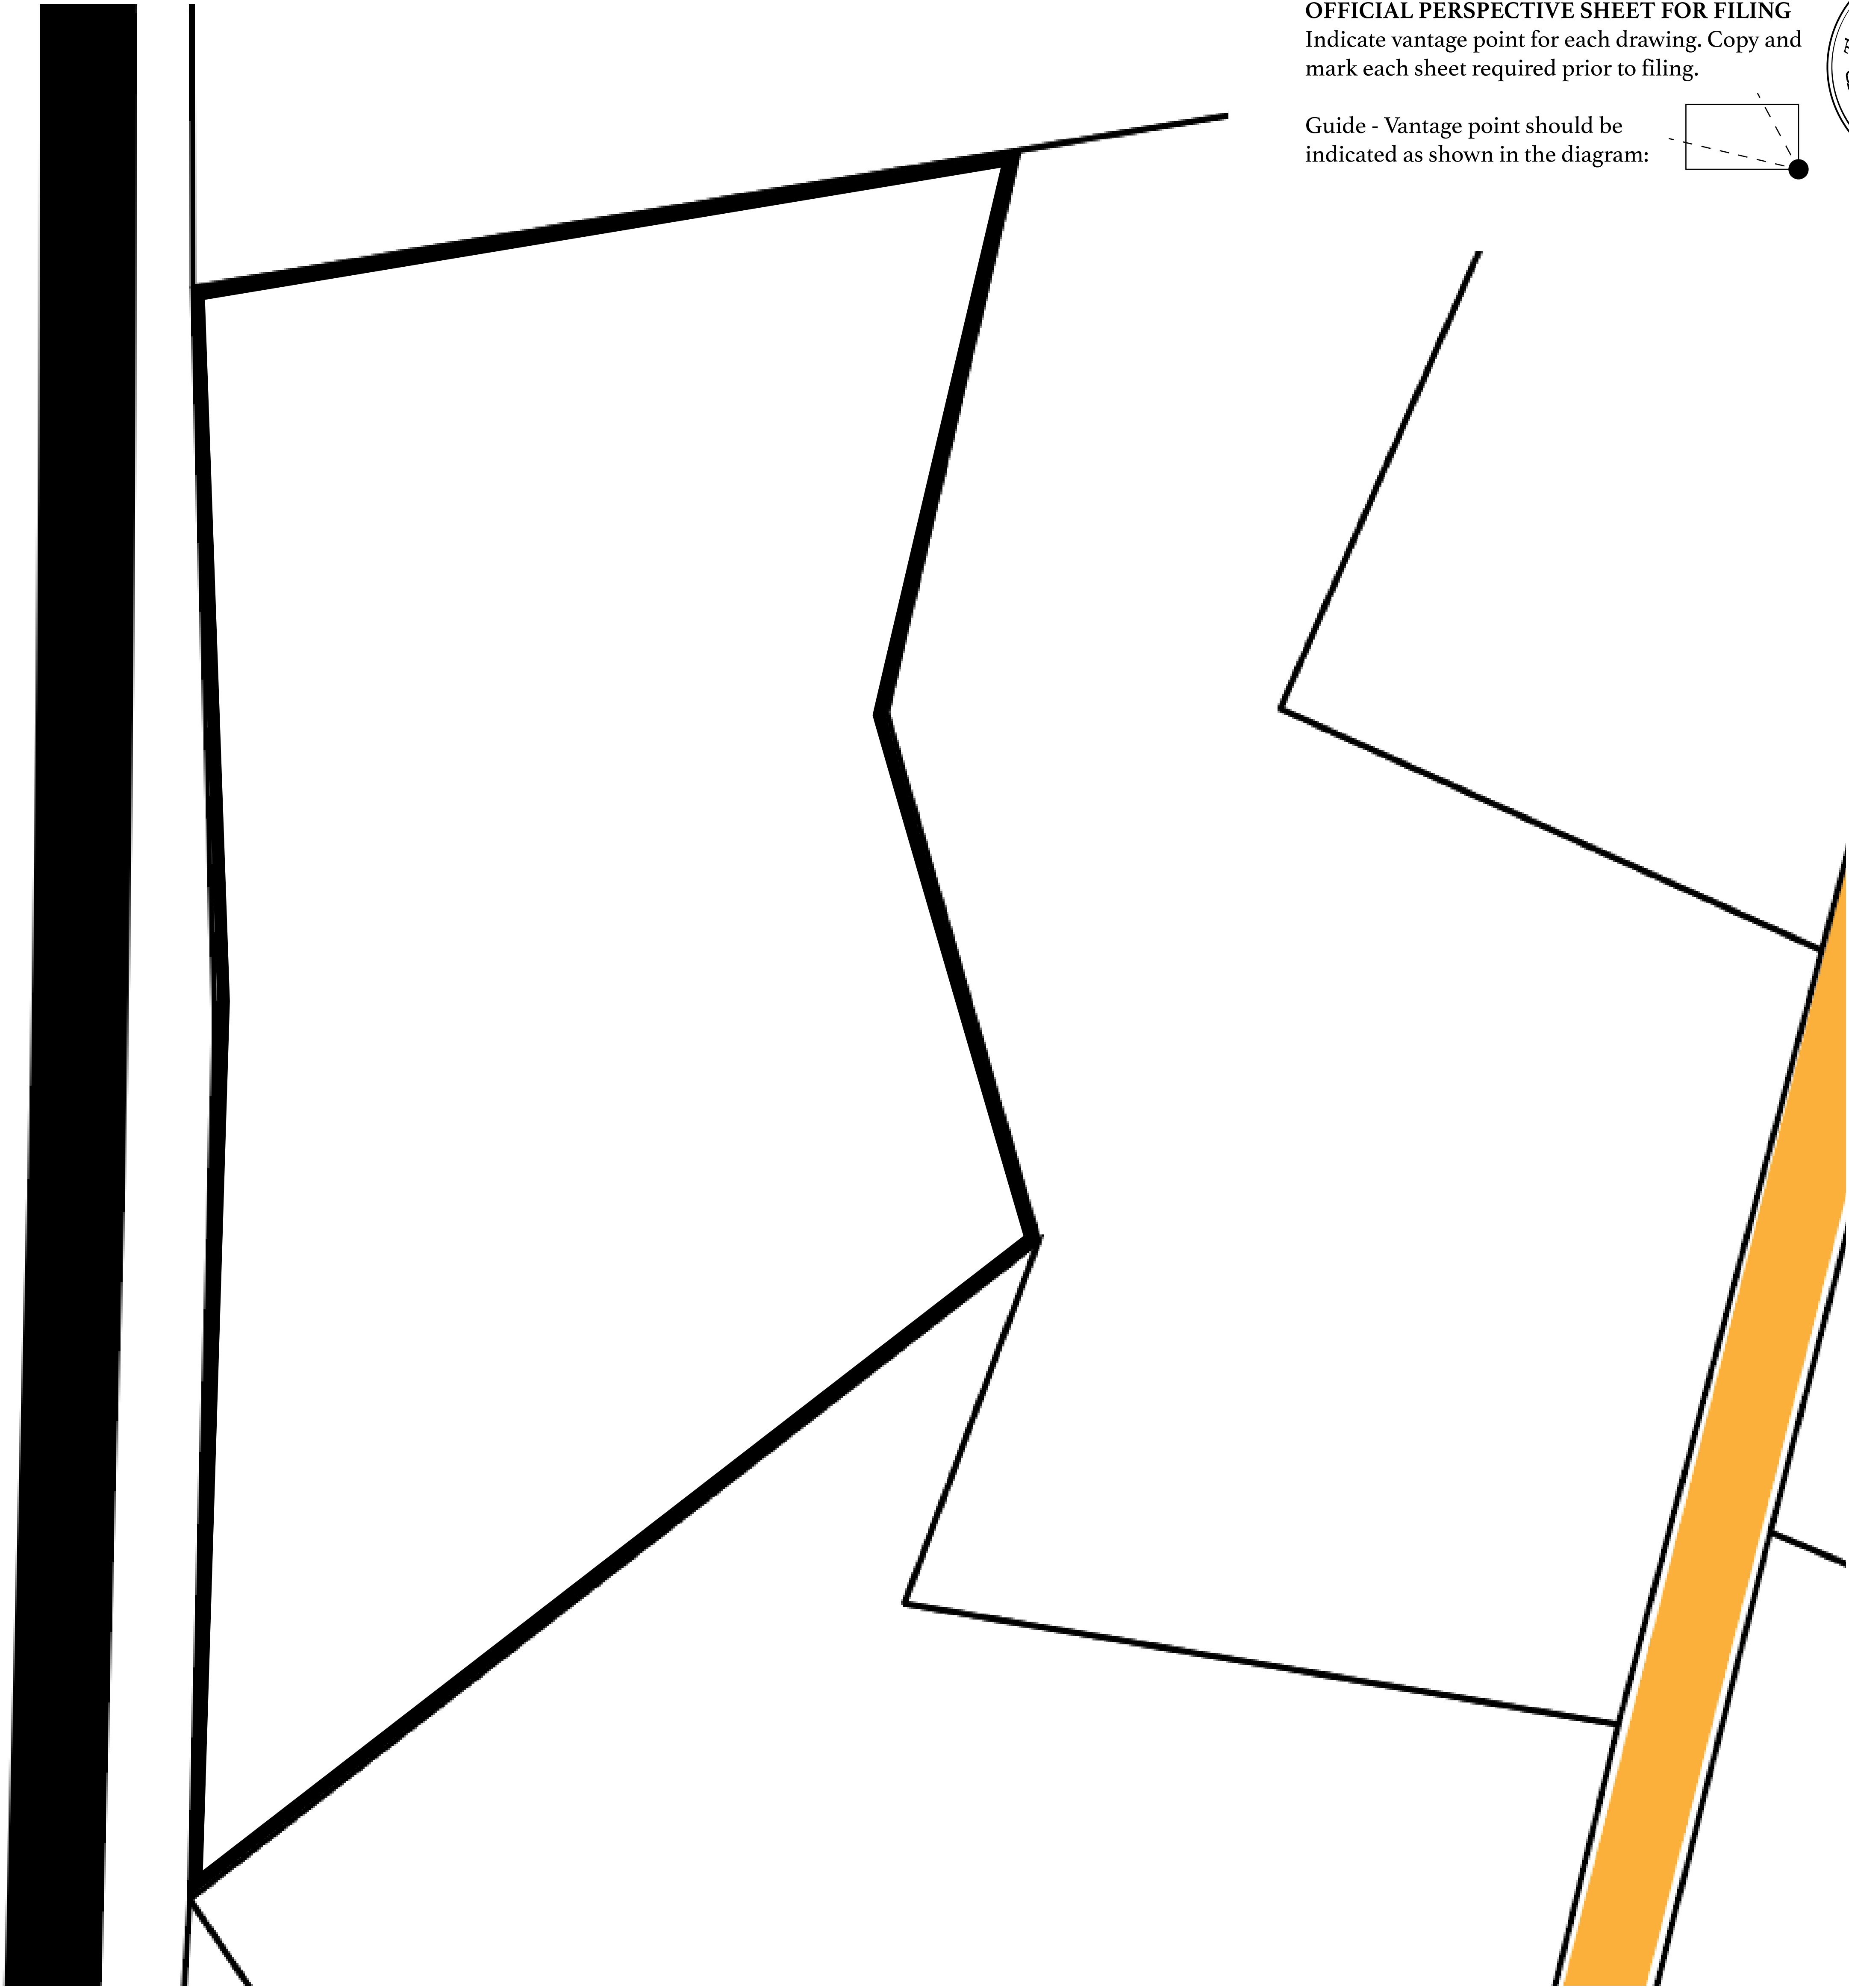 OFFICIAL PERSPECTIVE SHEET FOR FILING
Indicate vantage point for each drawing. Copy and
mark each sheet required prior to filing.
Guide - Vantage point should be
indicated as shown in the diagram: